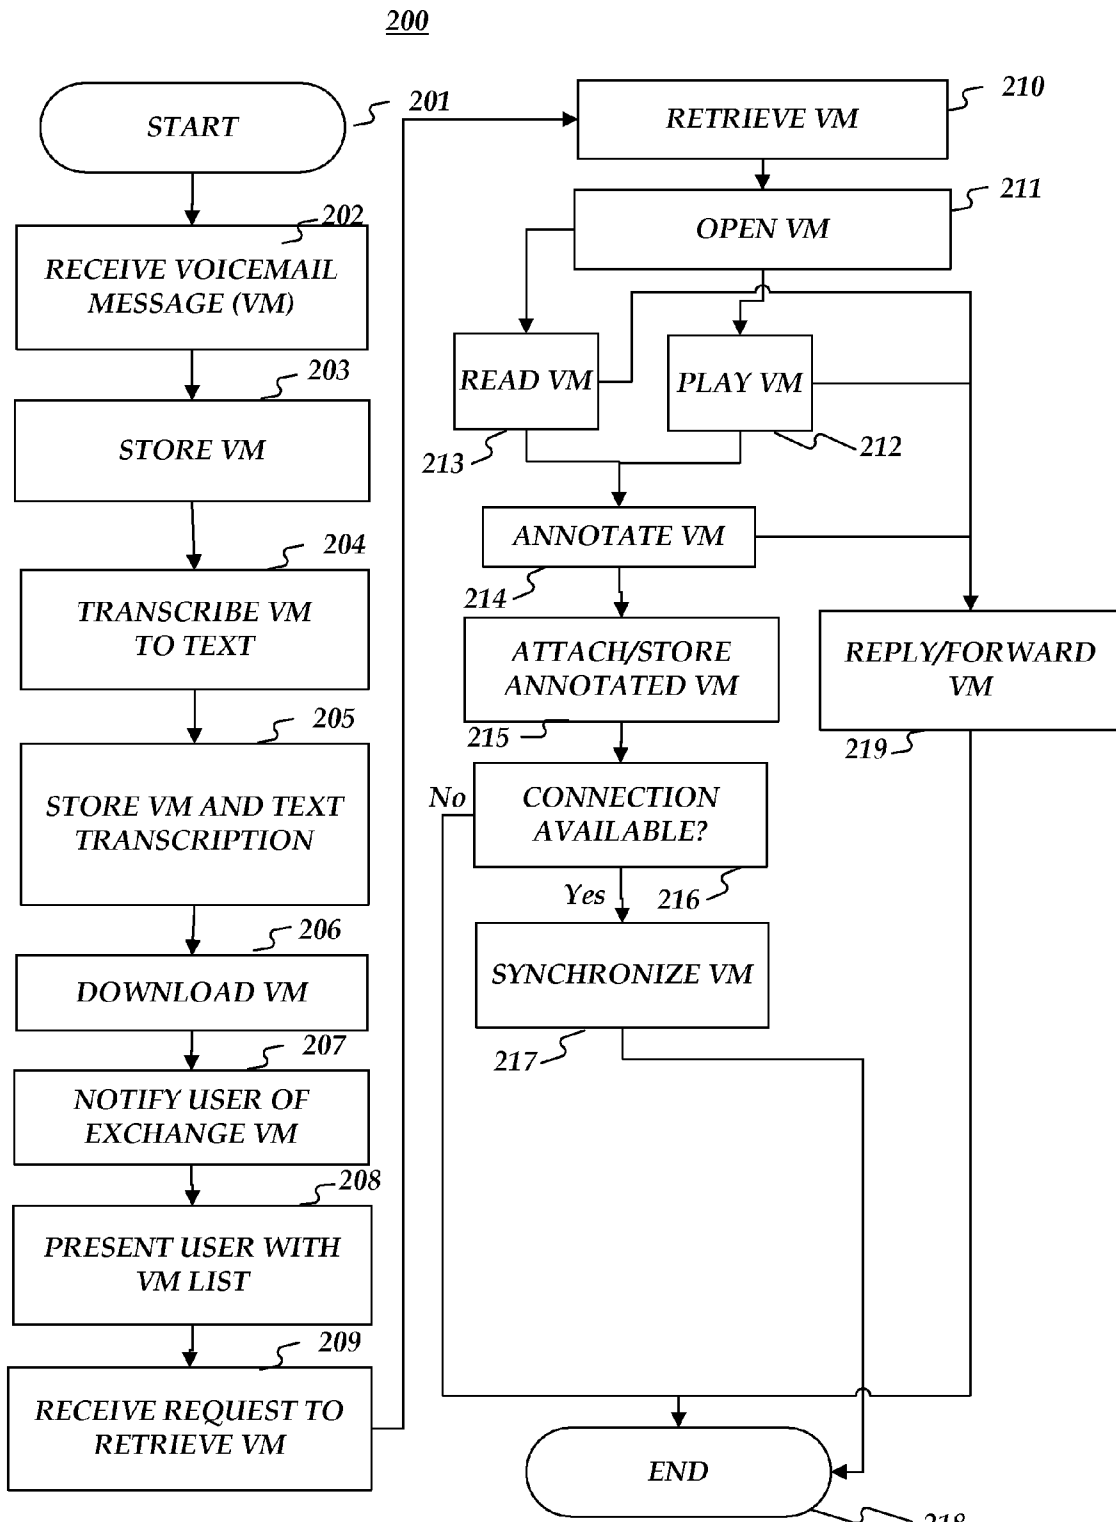 200
START
201
202
RECEIVE VOICEMAIL
MESSAGE (VM)
203
STORE VM
204
TRANSCRIBE VM
TO TEXT
205
STORE VM AND TEXT
TRANSCRIPTION
206
DOWNLOAD VM
207
NOTIFY USER OF
EXCHANGE VM
208
PRESENT USER WITH
VM LIST
209
RECEIVE REQUEST TO
RETRIEVE VM
210
RETRIEVE VM
211
OPEN VM
READ VM
213
PLAY VM
212
ANNOTATE VM
214
ATTACH/STORE
ANNOTATED VM
215
REPLY/FORWARD
VM
219
No
CONNECTION
AVAILABLE?
Yes
216
SYNCHRONIZE VM
217
END
218